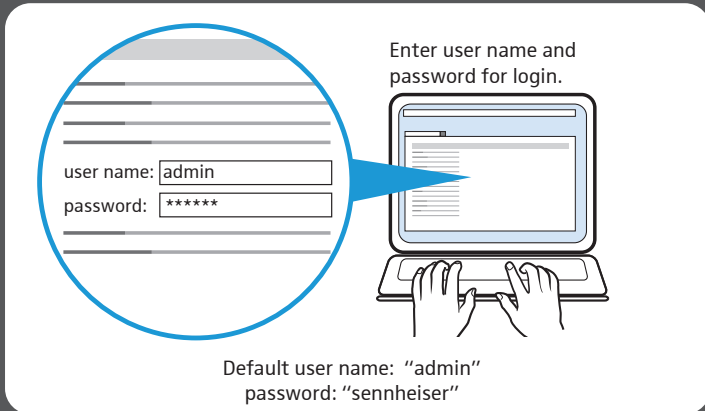 Enter user name and
password for login.
user name: admin
password: ******
Default user name: "admin"
password: "sennheiser"